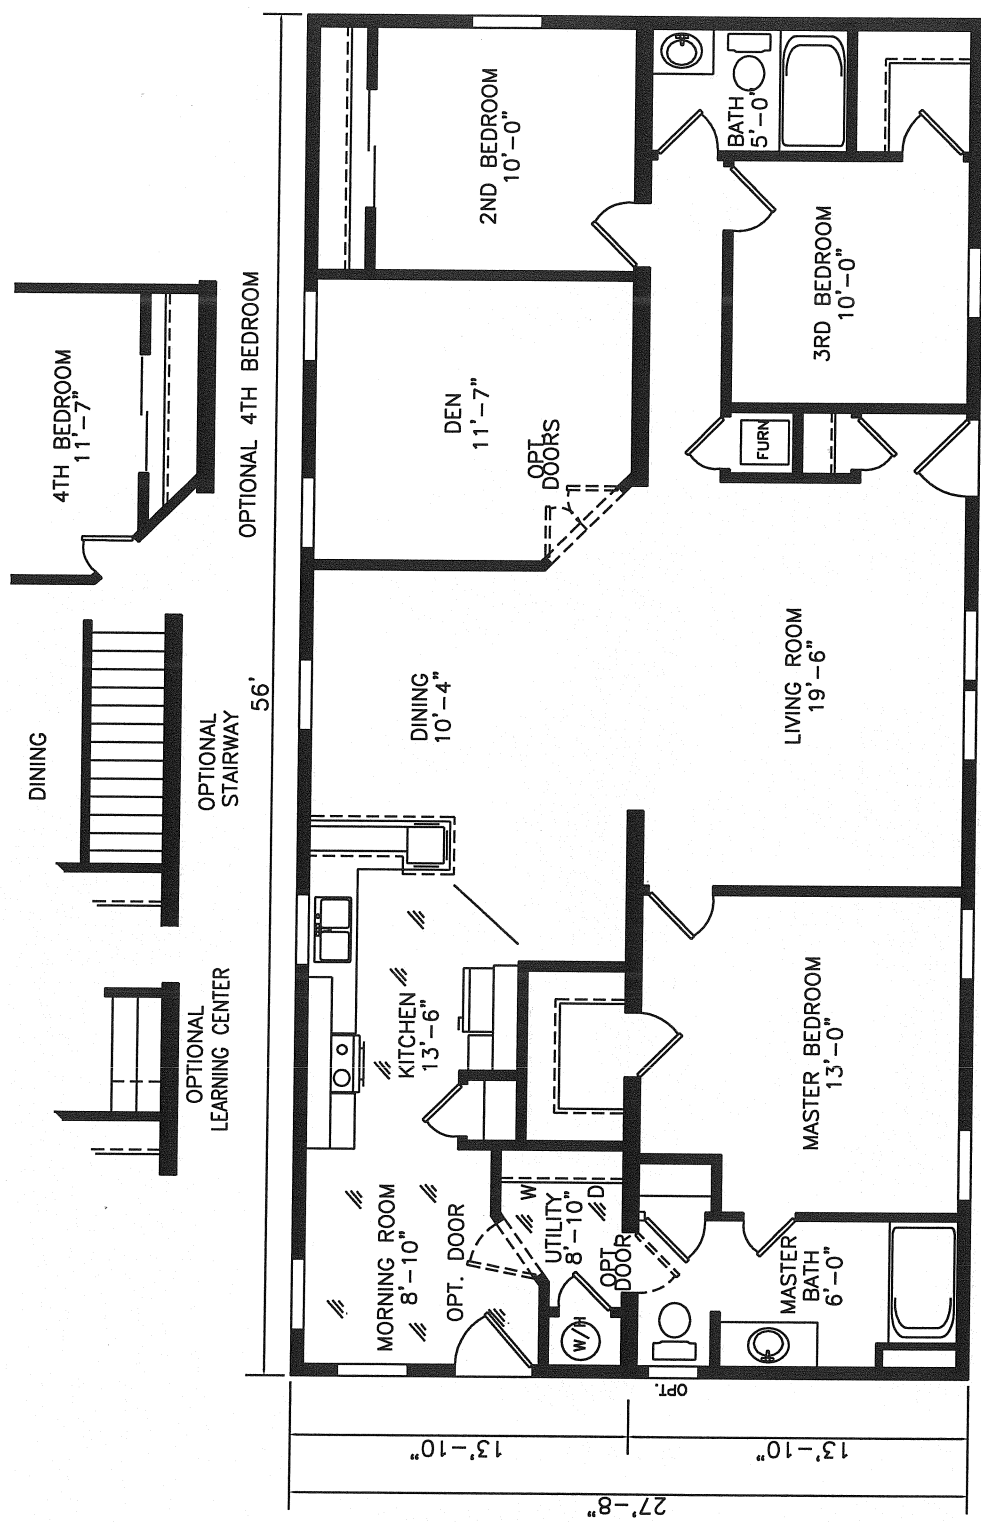 4TH BEDROOM
11'-7"
OPTIONAL 4TH BEDROOM
DINING
OPTIONAL
STAIRWAY
OPTIONAL
LEARNING CENTER
56'
2ND BEDROOM
10'-0"
BATH
5'-0"
DEN
11'-7"
OPT.
DOORS
3RD BEDROOM
10'-0"
FURN
DINING
10'-4"
LIVING ROOM
19'-6"
KITCHEN
13'-6"
MASTER BEDROOM
13'-0"
MORNING ROOM
8'-10"
OPT. DOOR
W
D
UTILITY
8'-10"
OPT.
DOOR
W/H
MASTER
BATH
6'-0"
OPT.
13'-10"
13'-10"
27'-8"